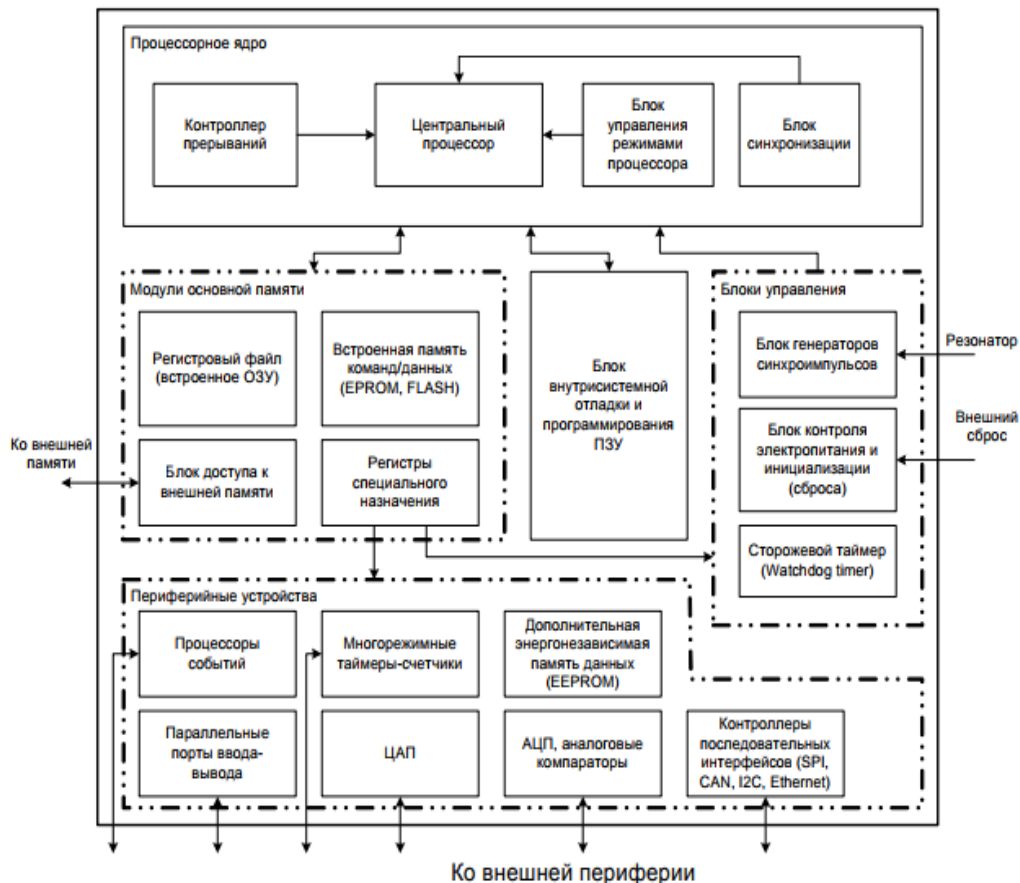 Процессорное ядро
Контроллер
прерываний
Центральный
процессор
Блок
управления
режимами
процессора
Блок
синхронизации
Модули основной памяти
Регистровый файл
(встроенное ОЗУ)
Встроенная память
команд/данных
(EPROM, FLASH)
Блок доступа к
внешней памяти
Регистры
специального
назначения
Ко внешней
памяти
Блок
внутрисистемной
отладки и
программирования
ПЗУ
Блоки управления
Блок генераторов
синхроимпульсов
Резонатор
Блок контроля
электропитания и
инициализации
(сброса)
Внешний
сброс
Сторожевой таймер
(Watchdog timer)
Периферийные устройства
Процессоры
событий
Многорежимные
таймеры-счетчики
Дополнительная
энергонезависимая
память данных
(EEPROM)
Параллельные
порты ввода-
вывода
ЦАП
АЦП, аналоговые
компараторы
Контроллеры
последовательных
интерфейсов (SPI,
CAN, I2C, Ethernet)
Ко внешней периферии